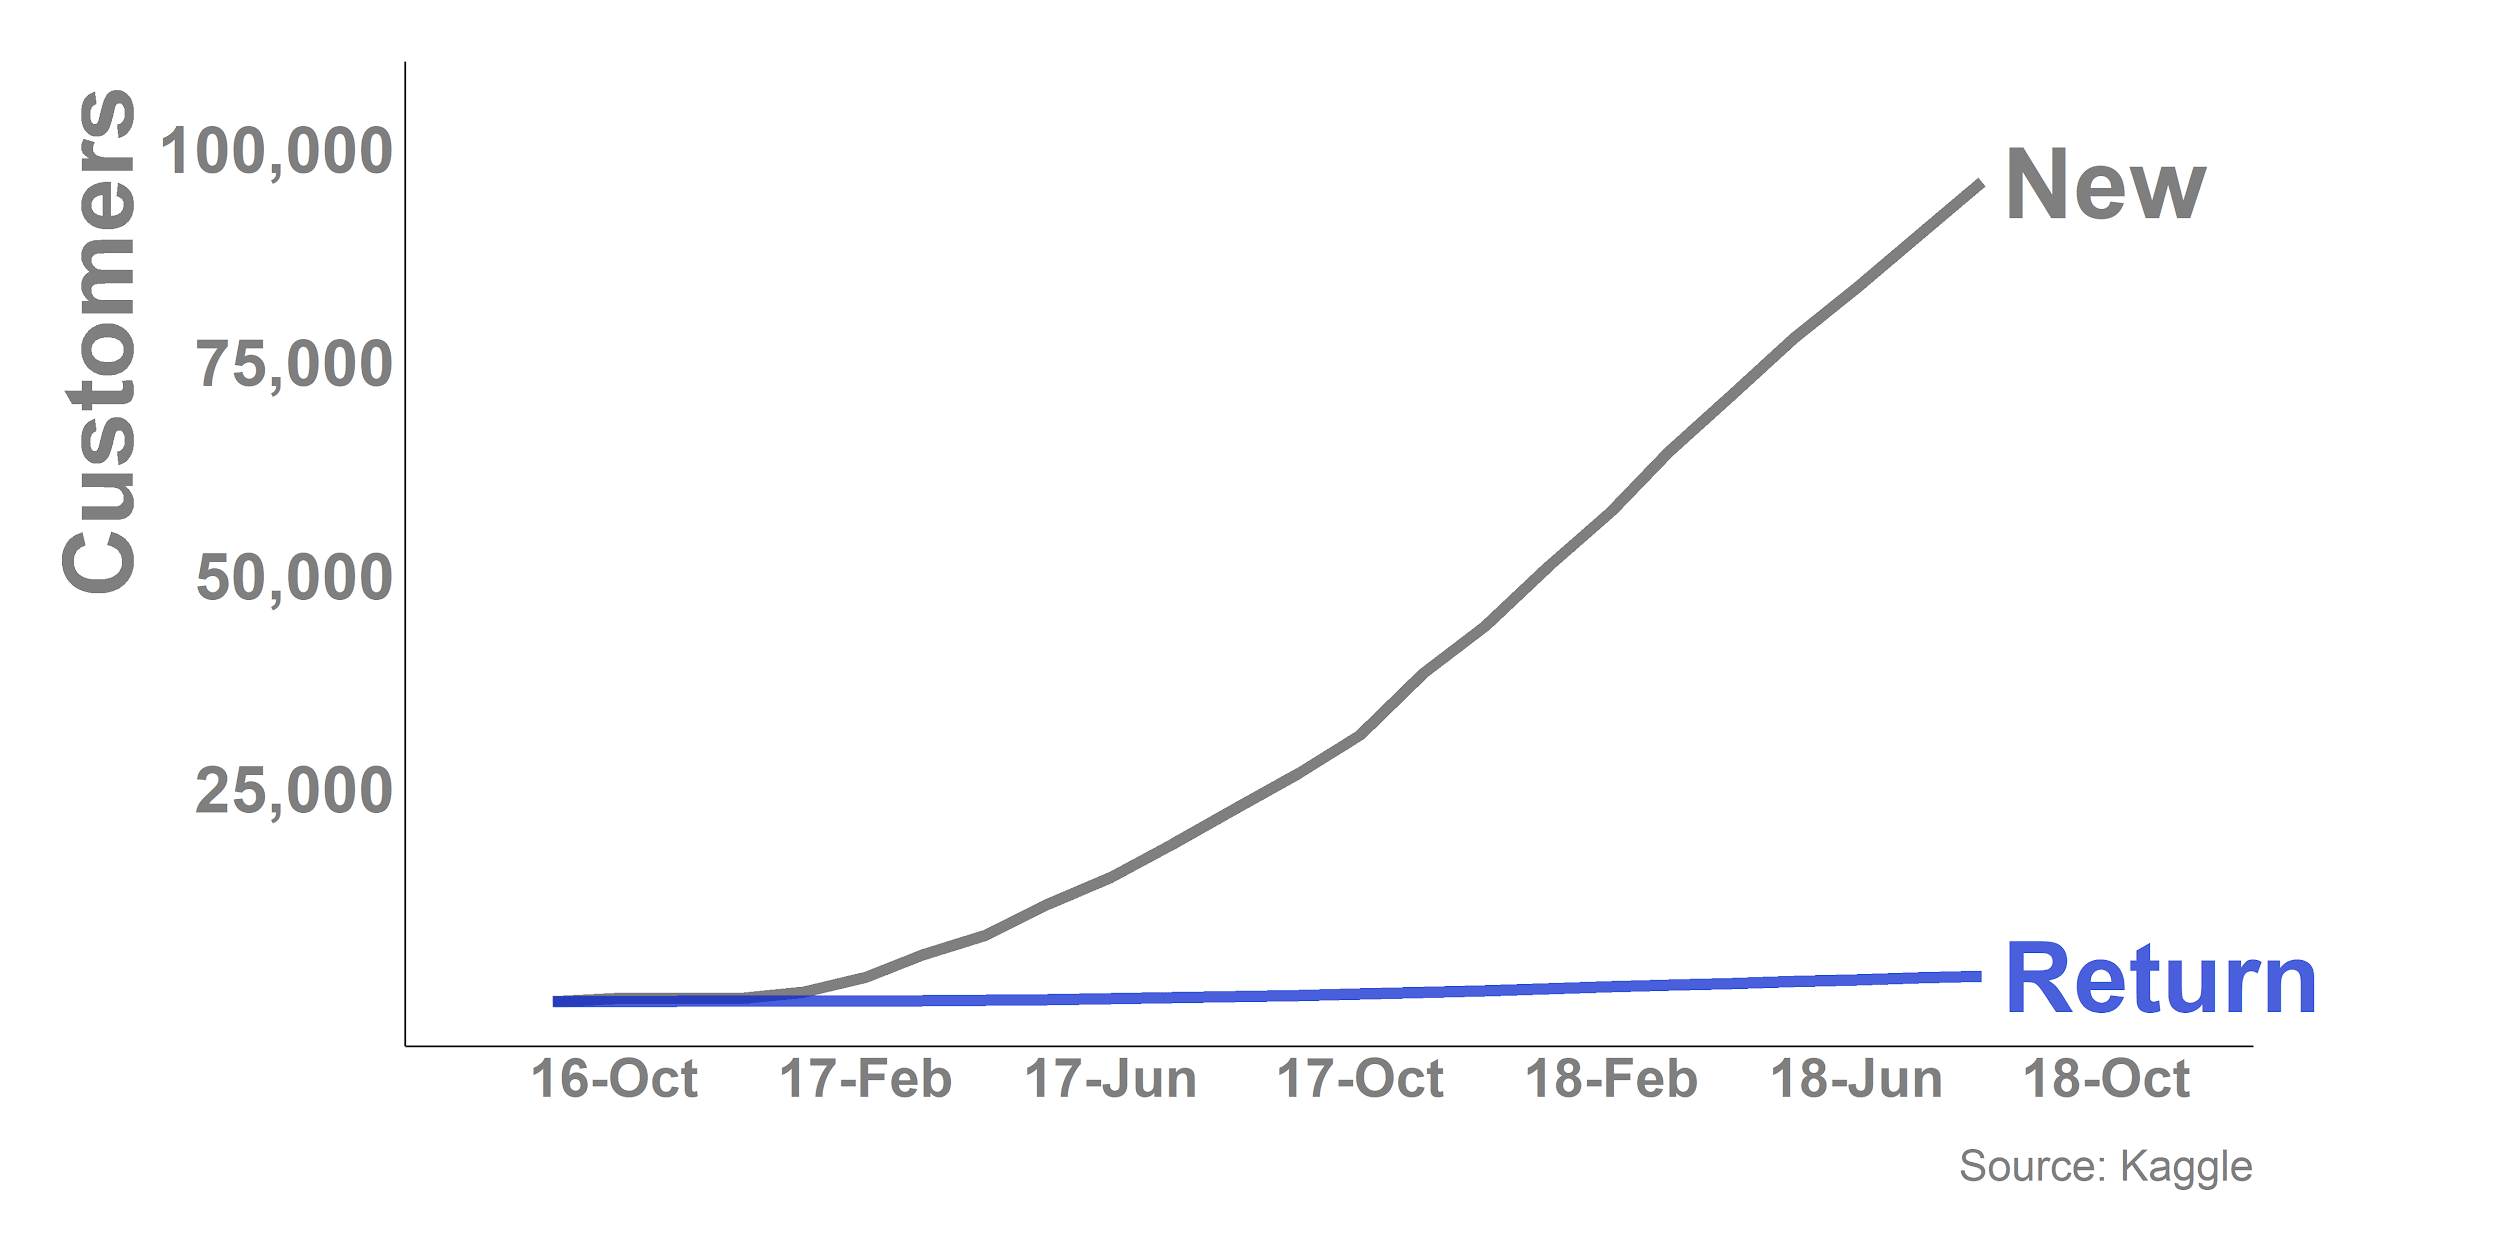 Customers
100,000
75,000
50,000
25,000
New
Return
16-Oct 17-Feb 17-Jun 17-Oct 18-Feb 18-Jun 18-Oct
Source: Kaggle